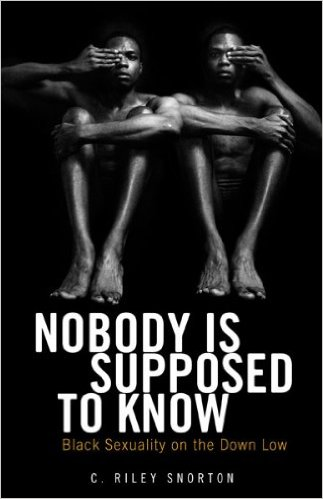 NOBODY IS
SUPPOSED
TO KNOW
Black Sexuality on the Down Low
C. RILEY SNORTON